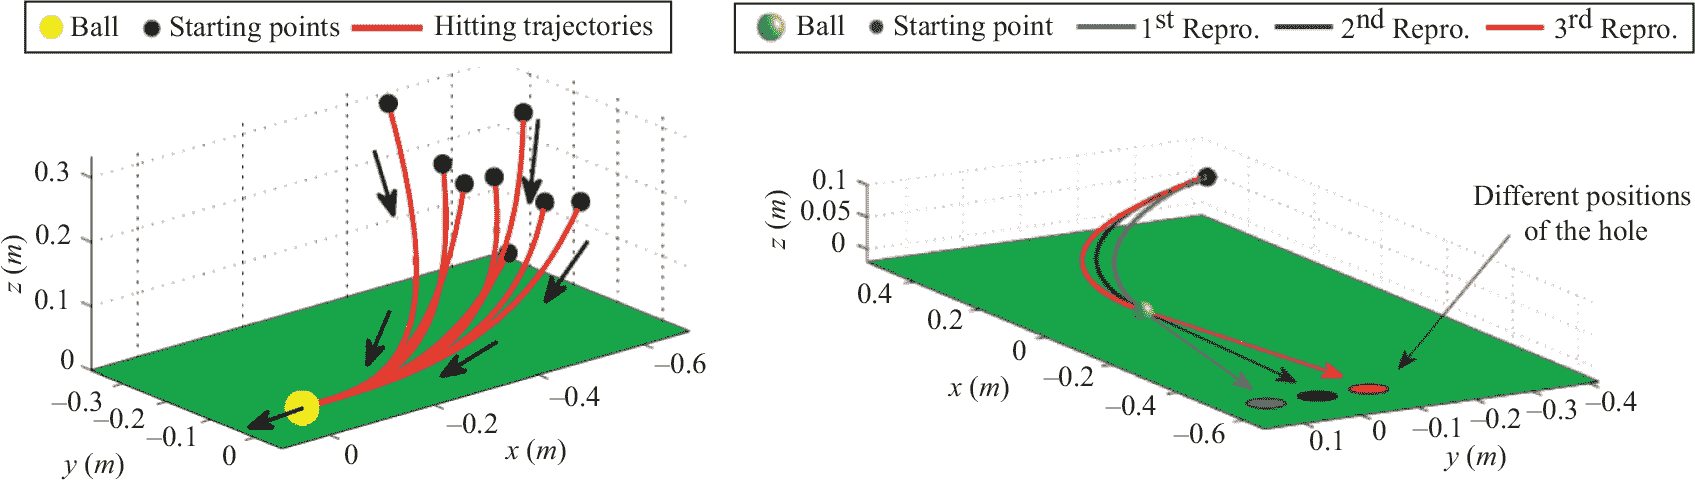 Ball Starting points Hitting trajectories
0.3
0.2
0.1
0
z (m)
–0.3
–0.2
–0.1
0
y (m)
0
–0.2
–0.4
–0.6
x (m)
Ball Starting point 1st Repro. 2nd Repro. 3rd Repro.
Different positions
of the hole
0.1
0.05
0
z (m)
0.4
0.2
0
–0.2
–0.4
–0.6
x (m)
0.1
0
–0.1
–0.2
–0.3
–0.4
y (m)